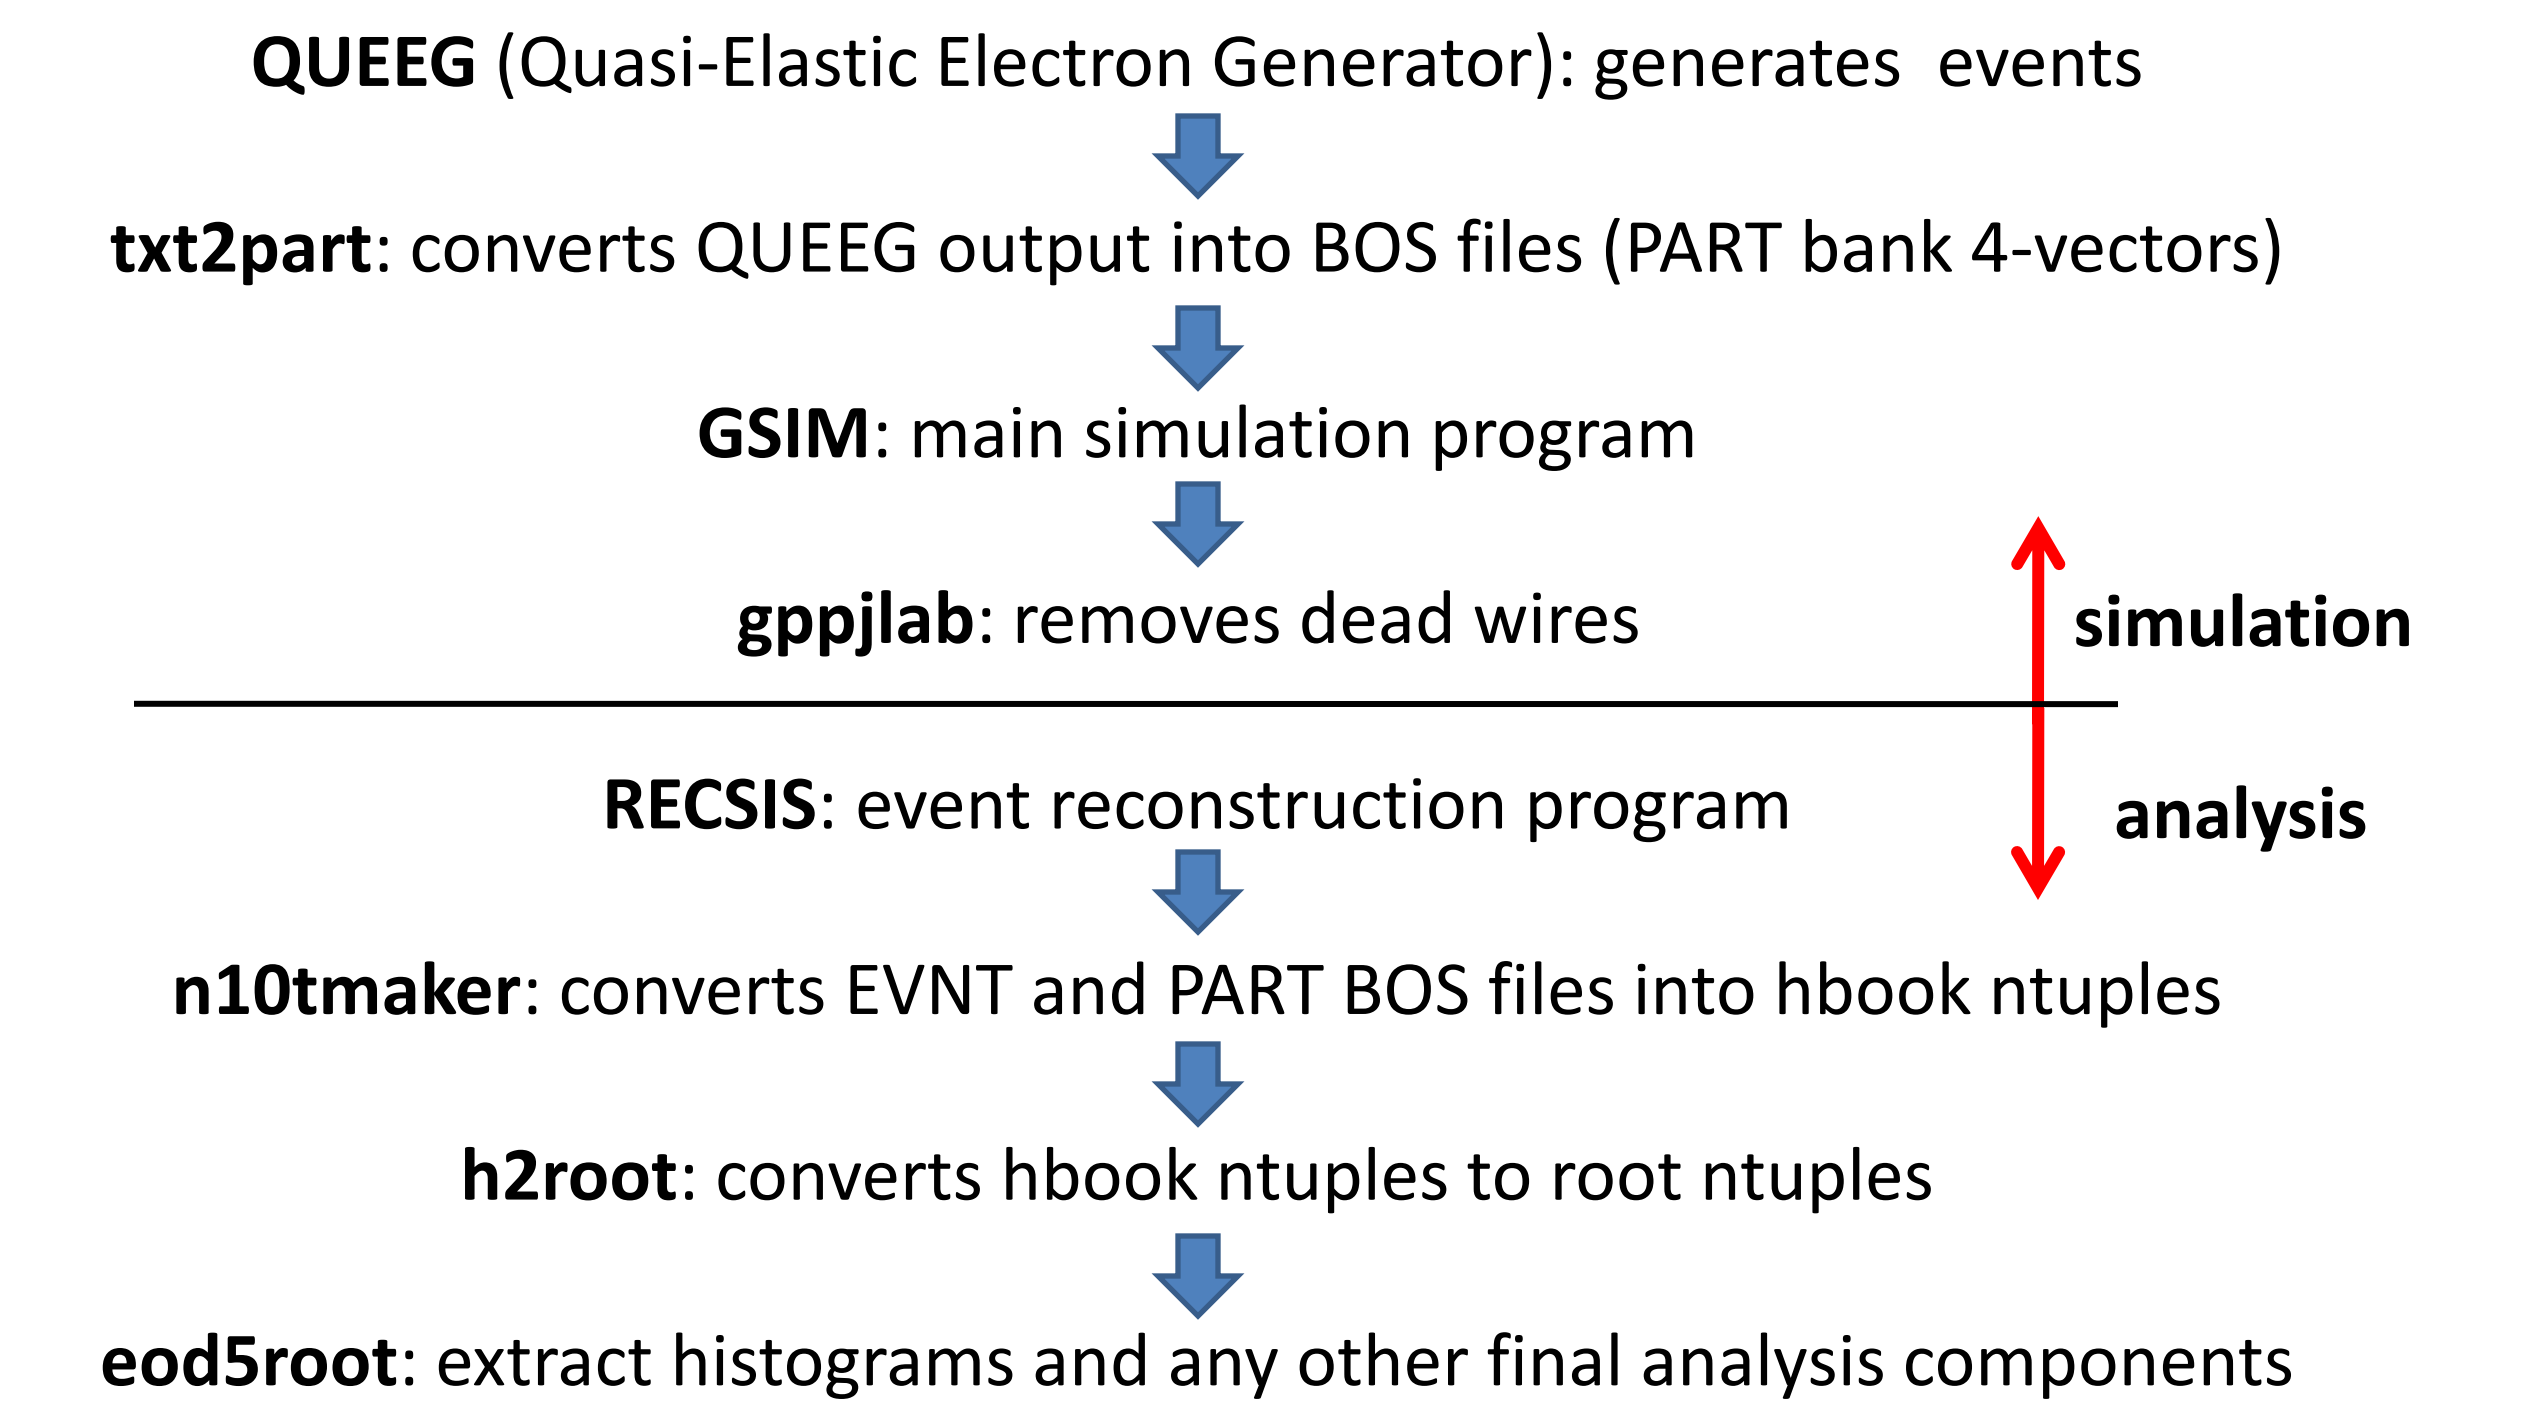 QUEEG (Quasi-Elastic Electron Generator): generates  events
txt2part: converts QUEEG output into BOS files (PART bank 4-vectors)
GSIM: main simulation program
gppjlab: removes dead wires
simulation
RECSIS: event reconstruction program
analysis
n10tmaker: converts EVNT and PART BOS files into hbook ntuples
h2root: converts hbook ntuples to root ntuples
eod5root: extract histograms and any other final analysis components